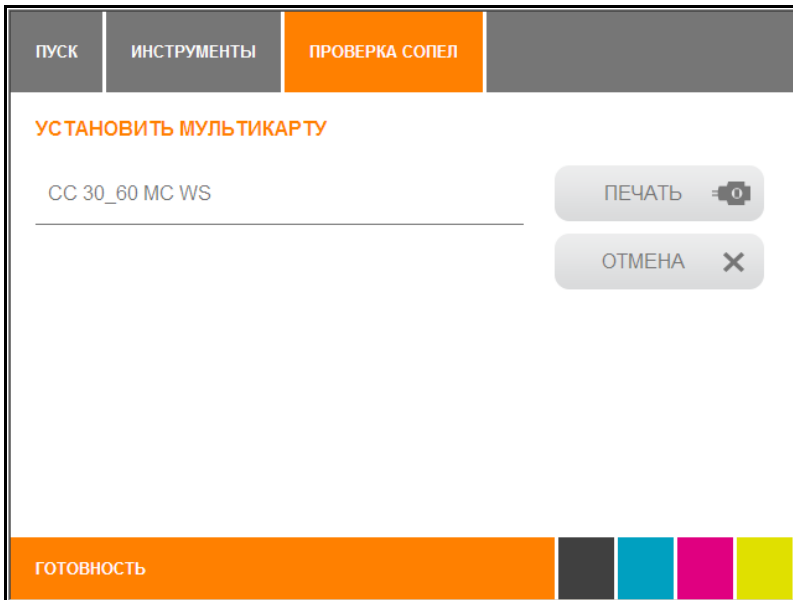 ПУСК
ИНСТРУМЕНТЫ
ПРОВЕРКА СОПЕЛ
УСТАНОВИТЬ МУЛЬТИКАРТУ
CC 30_60 MC WS
ПЕЧАТЬ
ОТМЕНА
ГОТОВНОСТЬ